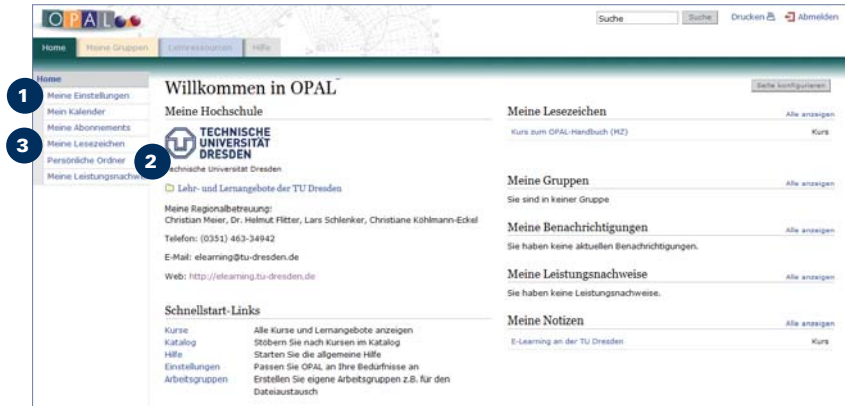 OPAL
Suche
Suche
Drucken
Abmelden
Home
Meine Gruppen
Lernressourcen
Hilfe
Home
1
Meine Einstellungen
Mein Kalender
Meine Abonnements
3
Meine Lesezeichen
Persönliche Ordner
2
Meine Leistungsnachwe
Willkommen in OPAL
Seite konfigurieren
Meine Hochschule
TECHNISCHE
UNIVERSITÄT
DRESDEN
Technische Universität Dresden
Lehr- und Lernangebote der TU Dresden
Meine Regionalbetreuung:
Christian Meier, Dr. Helmut Flitter, Lars Schlenker, Christiane Köhlmann-Eckel
Telefon: (0351) 463-34942
E-Mail: elearning@tu-dresden.de
Web: http://elearning.tu-dresden.de
Schnellstart-Links
Kurse Alle Kurse und Lernangebote anzeigen
Katalog Stöbern Sie nach Kursen im Katalog
Hilfe Starten Sie die allgemeine Hilfe
Einstellungen Passen Sie OPAL an Ihre Bedürfnisse an
Arbeitsgruppen Erstellen Sie eigene Arbeitsgruppen z.B. für den
Dateiaustausch
Meine Lesezeichen Alle anzeigen
Kurs zum OPAL-Handbuch (MZ) Kurs
Meine Gruppen Alle anzeigen
Sie sind in keiner Gruppe
Meine Benachrichtigungen Alle anzeigen
Sie haben keine aktuellen Benachrichtigungen.
Meine Leistungsnachweise Alle anzeigen
Sie haben keine Leistungsnachweise.
Meine Notizen Alle anzeigen
E-Learning an der TU Dresden Kurs